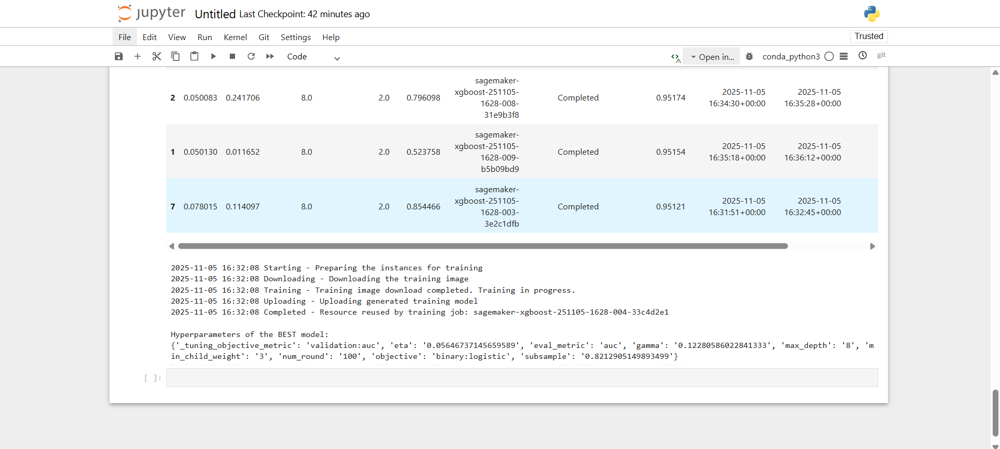 jupyter Untitled Last Checkpoint: 42 minutes ago
File Edit View Run Kernel Git Settings Help Trusted
Code Open in... conda_python3 git
sagemaker-
2 0.050083 0.241706 8.0 2.0 0.796098 xgboost-251105- Completed 0.95174 2025-11-05 2025-11-05
1628-008- 16:34:30+00:00 16:35:28+00:00
31e9b3f8
sagemaker-
1 0.050130 0.011652 8.0 2.0 0.523758 xgboost-251105- Completed 0.95154 2025-11-05 2025-11-05
1628-009- 16:35:18+00:00 16:36:12+00:00
b5b09bd9
sagemaker-
7 0.078015 0.114097 8.0 2.0 0.854466 xgboost-251105- Completed 0.95121 2025-11-05 2025-11-05
1628-003- 16:31:51+00:00 16:32:45+00:00
3e2c1dfb
2025-11-05 16:32:08 Starting - Preparing the instances for training
2025-11-05 16:32:08 Downloading - Downloading the training image
2025-11-05 16:32:08 Training - Training image download completed. Training in progress.
2025-11-05 16:32:08 Uploading - Uploading generated training model
2025-11-05 16:32:08 Completed - Resource reused by training job: sagemaker-xgboost-251105-1628-004-33c4d2e1
Hyperparameters of the BEST model:
{'_tuning_objective_metric': 'validation:auc', 'eta': '0.05646737145659589', 'eval_metric': 'auc', 'gamma': '0.12280586022841333', 'max_depth': '8', 'm
in_child_weight': '3', 'num_round': '100', 'objective': 'binary:logistic', 'subsample': '0.8212905149893499'}
[ ]: